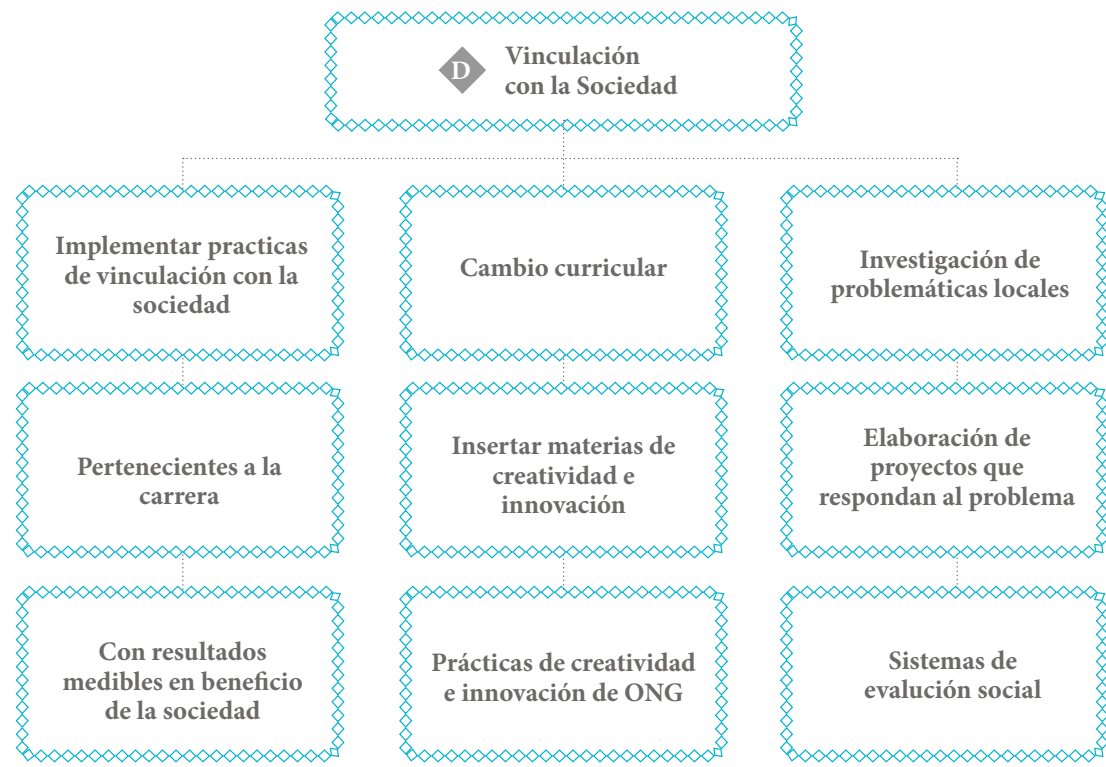 D
Vinculación
con la Sociedad
Implementar practicas
de vinculación con la
sociedad
Cambio curricular
Investigación de
problemáticas locales
Pertenecientes a la
carrera
Insertar materias de
creatividad e
innovación
Elaboración de
proyectos que
respondan al problema
Con resultados
medibles en beneficio
de la sociedad
Prácticas de creatividad
e innovación de ONG
Sistemas de
evalución social